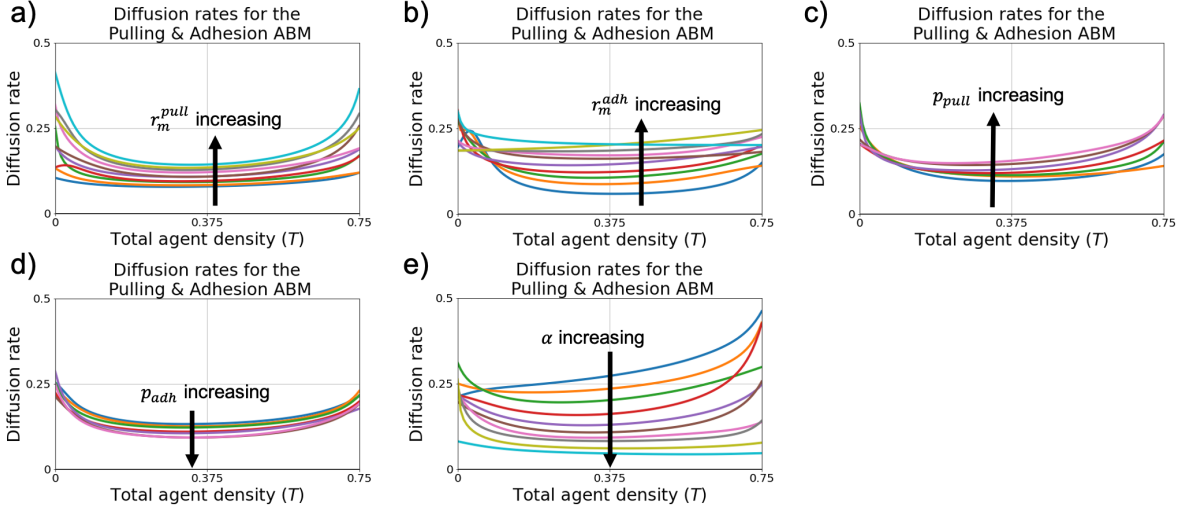 a)
Diffusion rates for the
Pulling & Adhesion ABM
Diffusion rate
0.5
0.25
0
r_m^{pull} increasing
0
0.375
0.75
Total agent density (T)
b)
Diffusion rates for the
Pulling & Adhesion ABM
Diffusion rate
0.5
0.25
0
r_m^{adh} increasing
0
0.375
0.75
Total agent density (T)
c)
Diffusion rates for the
Pulling & Adhesion ABM
Diffusion rate
0.5
0.25
0
p_{pull} increasing
0
0.375
0.75
Total agent density (T)
d)
Diffusion rates for the
Pulling & Adhesion ABM
Diffusion rate
0.5
0.25
0
p_{adh} increasing
0
0.375
0.75
Total agent density (T)
e)
Diffusion rates for the
Pulling & Adhesion ABM
Diffusion rate
0.5
0.25
0
α increasing
0
0.375
0.75
Total agent density (T)